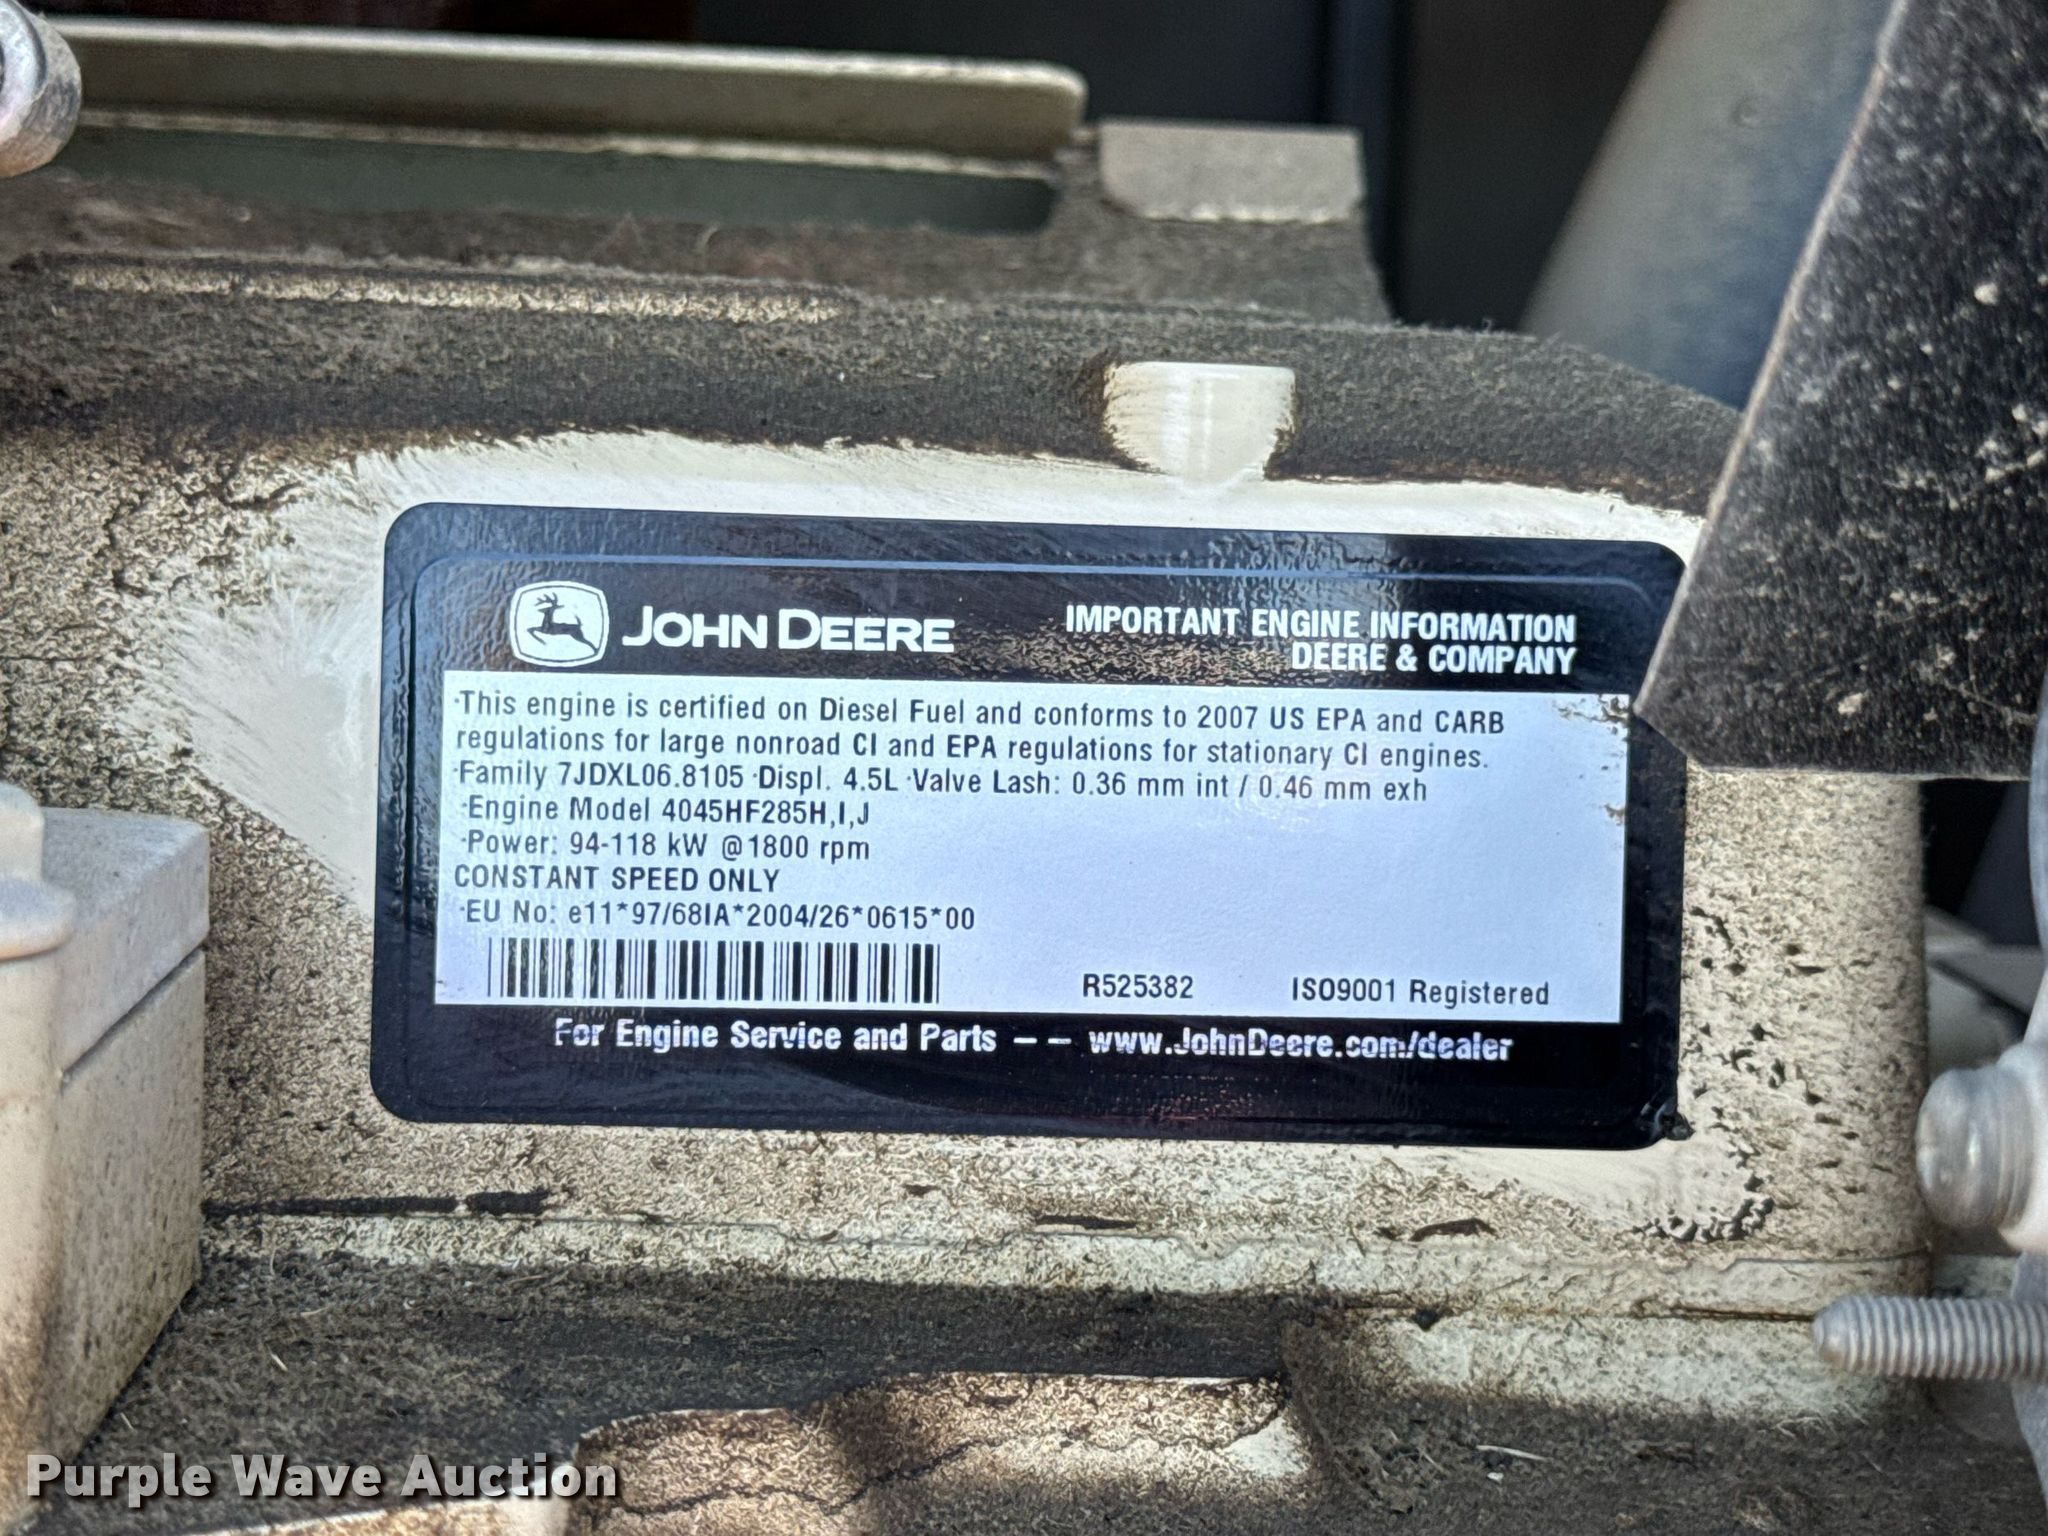 JOHN DEERE
IMPORTANT ENGINE INFORMATION
DEERE & COMPANY
·This engine is certified on Diesel Fuel and conforms to 2007 US EPA and CARB
regulations for large nonroad CI and EPA regulations for stationary CI engines.
·Family 7JDXL06.8105 ·Displ. 4.5L ·Valve Lash: 0.36 mm int / 0.46 mm exh
·Engine Model 4045HF285H,I,J
·Power: 94-118 kW @1800 rpm
CONSTANT SPEED ONLY
·EU No: e11*97/68IA*2004/26*0615*00
R525382 ISO9001 Registered
For Engine Service and Parts – – www.JohnDeere.com/dealer
Purple Wave Auction